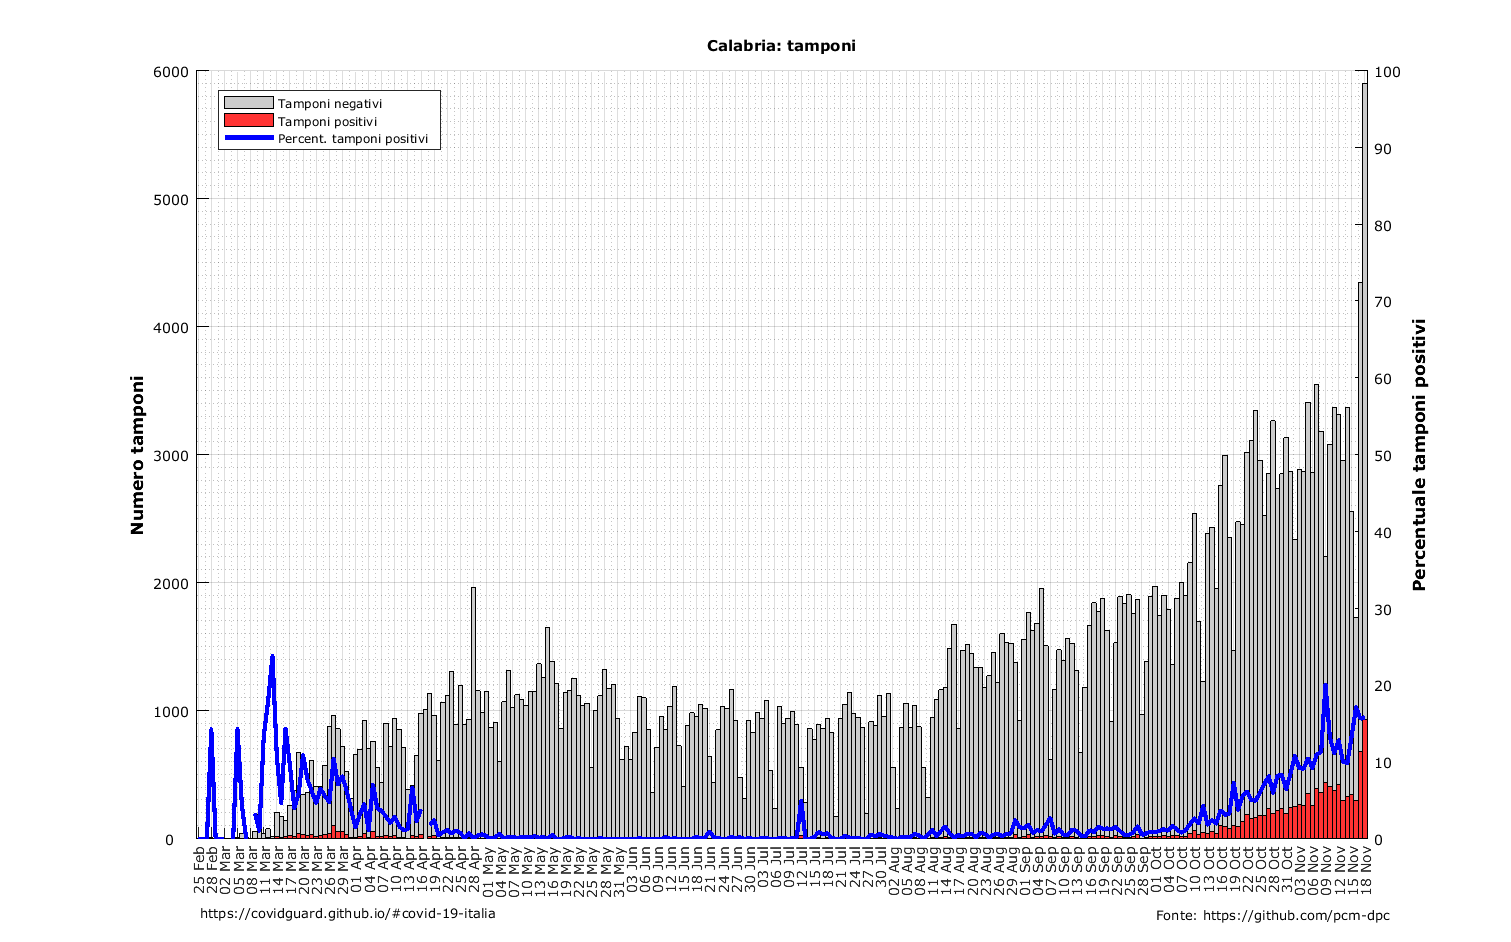 Calabria: tamponi
Tamponi negativi
Tamponi positivi
Percent. tamponi positivi
Numero tamponi
6000
5000
4000
3000
2000
1000
0
Percentuale tamponi positivi
100
90
80
70
60
50
40
30
20
10
0
25 Feb
28 Feb
02 Mar
05 Mar
08 Mar
11 Mar
14 Mar
17 Mar
20 Mar
23 Mar
26 Mar
29 Mar
01 Apr
04 Apr
07 Apr
10 Apr
13 Apr
16 Apr
19 Apr
22 Apr
25 Apr
28 Apr
01 May
04 May
07 May
10 May
13 May
16 May
19 May
22 May
25 May
28 May
31 May
03 Jun
06 Jun
09 Jun
12 Jun
15 Jun
18 Jun
21 Jun
24 Jun
27 Jun
30 Jun
03 Jul
06 Jul
09 Jul
12 Jul
15 Jul
18 Jul
21 Jul
24 Jul
27 Jul
30 Jul
02 Aug
05 Aug
08 Aug
11 Aug
14 Aug
17 Aug
20 Aug
23 Aug
26 Aug
29 Aug
01 Sep
04 Sep
07 Sep
10 Sep
13 Sep
16 Sep
19 Sep
22 Sep
25 Sep
28 Sep
01 Oct
04 Oct
07 Oct
10 Oct
13 Oct
16 Oct
19 Oct
22 Oct
25 Oct
28 Oct
31 Oct
03 Nov
06 Nov
09 Nov
12 Nov
15 Nov
18 Nov
https://covidguard.github.io/#covid-19-italia
Fonte: https://github.com/pcm-dpc